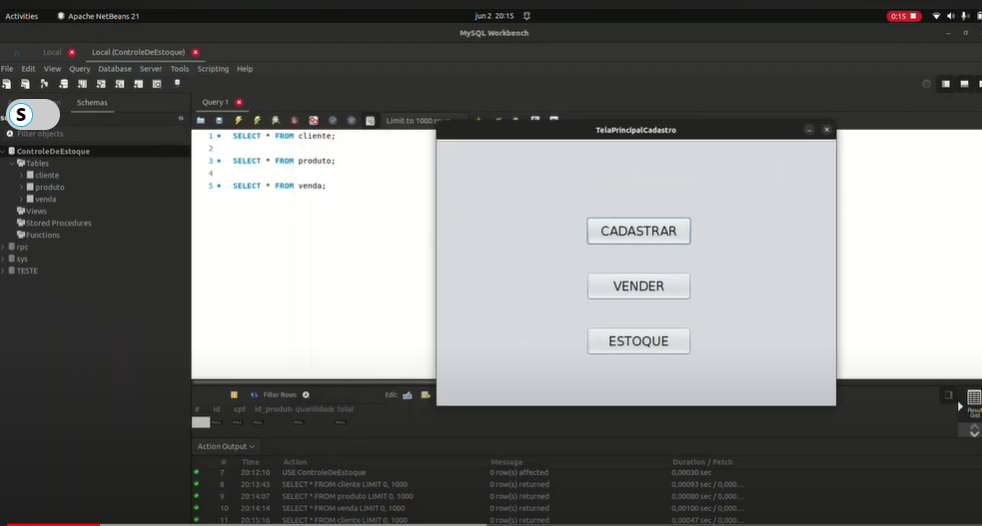 Activities Apache NetBeans 21 jun 2 20:15 0:15
MySQL Workbench
Local Local (ControleDeEstoque)
File Edit View Query Database Server Tools Scripting Help
Schemas Query 1
S
Limit to 1000
Filter objects
ControleDeEstoque
Tables
cliente
produto
venda
Views
Stored Procedures
Functions
rpc
sys
TESTE
1 SELECT * FROM cliente;
2
3 SELECT * FROM produto;
4
5 SELECT * FROM venda;
TelaPrincipalCadastro
CADASTRAR
VENDER
ESTOQUE
Filter Rows: Edit:
# id cpf id_produto quantidade total
Result Grid
Action Output
# Time Action Message Duration / Fetch
7 20:12:10 USE ControleDeEstoque 0 row(s) affected 0,00030 sec
8 20:13:43 SELECT * FROM cliente LIMIT 0, 1000 0 row(s) returned 0,00093 sec / 0,000...
9 20:14:07 SELECT * FROM produto LIMIT 0, 1000 0 row(s) returned 0,00080 sec / 0,000...
10 20:14:14 SELECT * FROM venda LIMIT 0, 1000 0 row(s) returned 0,00100 sec / 0,000...
11 20:15:16 SELECT * FROM cliente LIMIT 0, 1000 0 row(s) returned 0,00047 sec / 0,000...